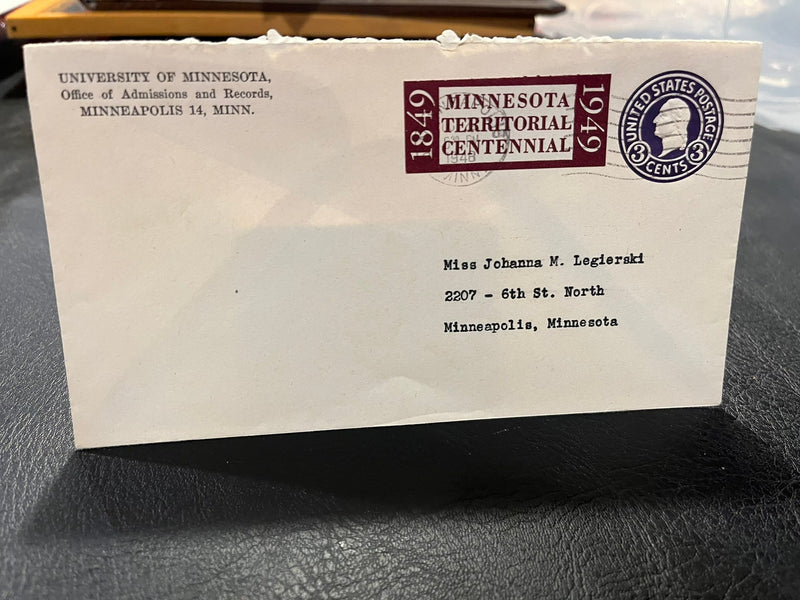 UNIVERSITY OF MINNESOTA,
Office of Admissions and Records,
MINNEAPOLIS 14, MINN.
1849
MINNESOTA
TERRITORIAL
CENTENNIAL
1949
1948
MINN
UNITED STATES POSTAGE
3 CENTS 3
Miss Johanna M. Legierski
2207 - 6th St. North
Minneapolis, Minnesota